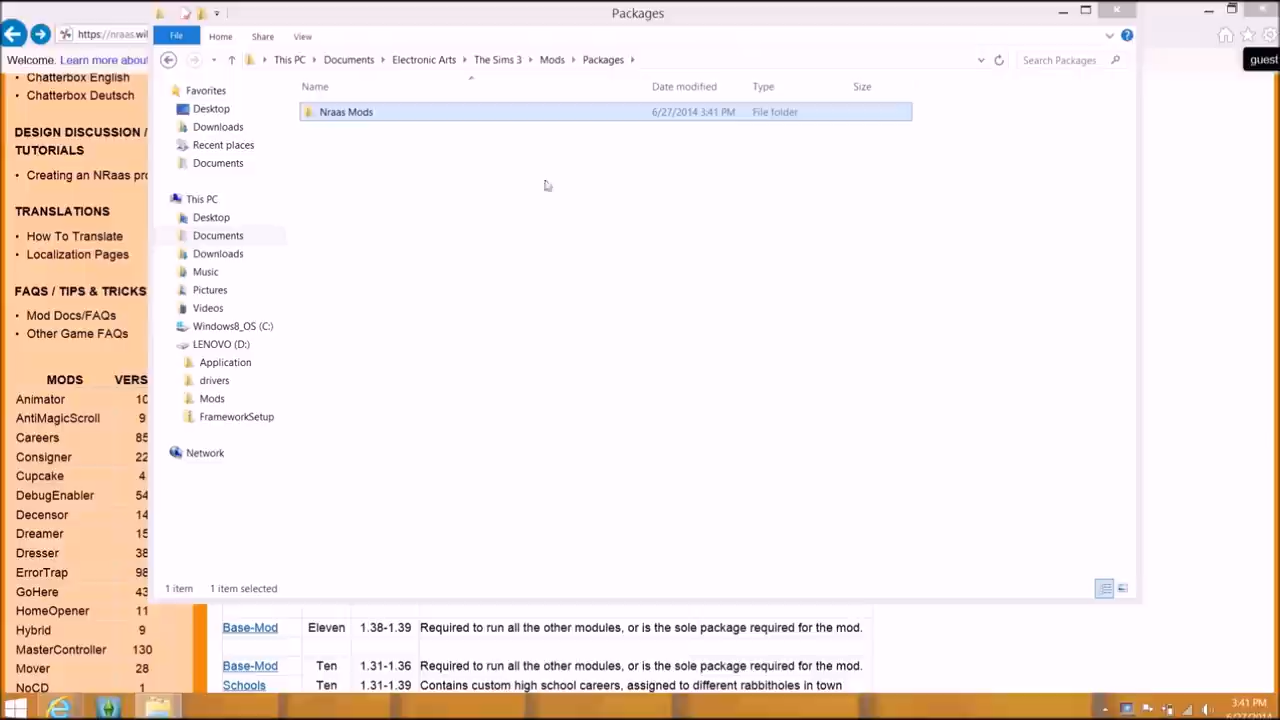 Packages
https://nraas.wil
File
Home
Share
View
Welcome. Learn more abou
This PC
Documents
Electronic Arts
The Sims 3
Mods
Packages
Search Packages
guest
Name
Date modified
Type
Size
Nraas Mods
6/27/2014 3:41 PM
File folder
Favorites
Desktop
Downloads
Recent places
Documents
This PC
Desktop
Documents
Downloads
Music
Pictures
Videos
Windows8_OS (C:)
LENOVO (D:)
Application
drivers
Mods
FrameworkSetup
Network
1 item
1 item selected
• Chatterbox English
• Chatterbox Deutsch
DESIGN DISCUSSION /
TUTORIALS
• Creating an NRaas pro
TRANSLATIONS
• How To Translate
• Localization Pages
FAQS / TIPS & TRICKS
• Mod Docs/FAQs
• Other Game FAQs
MODS VERS
Animator 10
AntiMagicScroll 9
Careers 85
Consigner 22
Cupcake 4
DebugEnabler 54
Decensor 14
Dreamer 15
Dresser 38
ErrorTrap 98
GoHere 43
HomeOpener 11
Hybrid 9
MasterController 130
Mover 28
NoCD 1
Base-Mod Eleven 1.38-1.39 Required to run all the other modules, or is the sole package required for the mod.
Base-Mod Ten 1.31-1.36 Required to run all the other modules, or is the sole package required for the mod.
Schools Ten 1.31-1.39 Contains custom high school careers, assigned to different rabbitholes in town
3:41 PM
6/27/2014